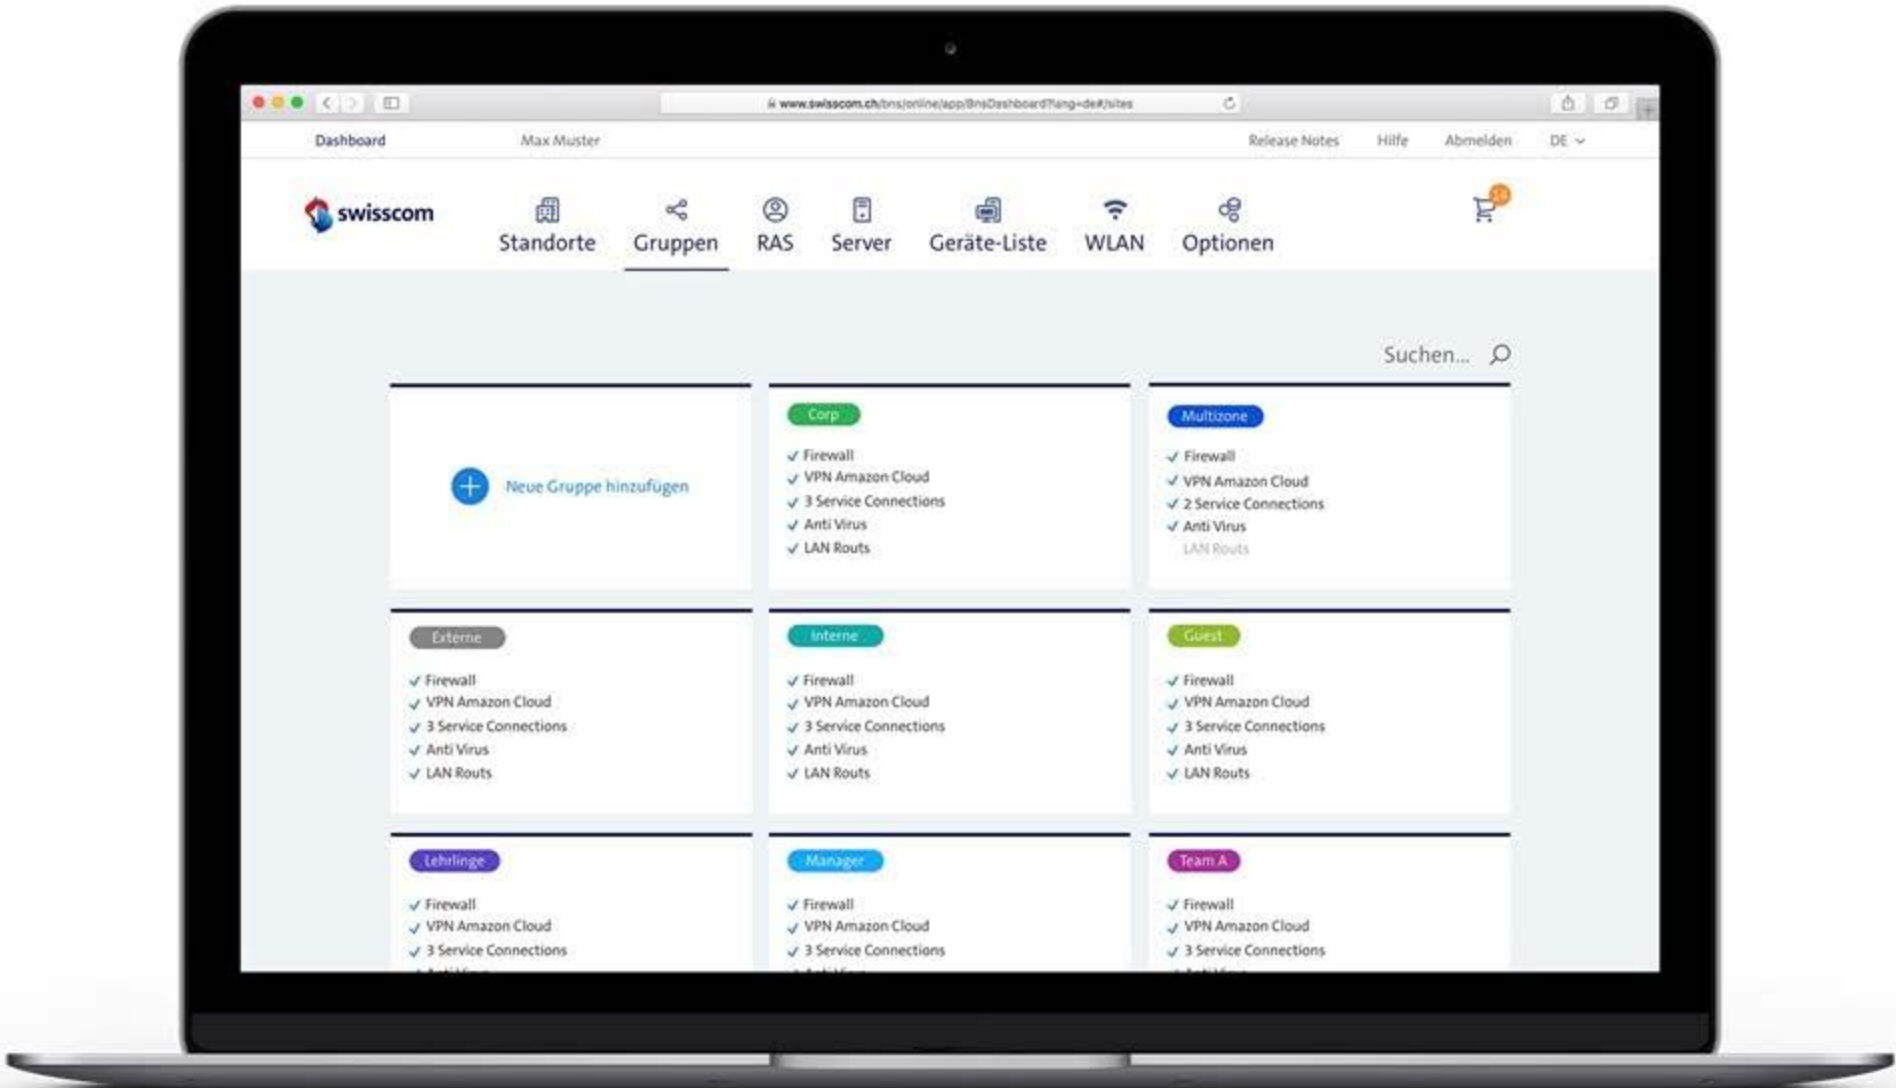 www.swisscom.ch/bns/online/app/BnsDashboard?lang=de#/sites
Dashboard Max Muster Release Notes Hilfe Abmelden DE
swisscom
Standorte Gruppen RAS Server Geräte-Liste WLAN Optionen
Suchen...
Neue Gruppe hinzufügen
Corp
Firewall
VPN Amazon Cloud
3 Service Connections
Anti Virus
LAN Routs
Multizone
Firewall
VPN Amazon Cloud
2 Service Connections
Anti Virus
LAN Routs
Externe
Firewall
VPN Amazon Cloud
3 Service Connections
Anti Virus
LAN Routs
Interne
Firewall
VPN Amazon Cloud
3 Service Connections
Anti Virus
LAN Routs
Guest
Firewall
VPN Amazon Cloud
3 Service Connections
Anti Virus
LAN Routs
Lehrlinge
Firewall
VPN Amazon Cloud
3 Service Connections
Manager
Firewall
VPN Amazon Cloud
3 Service Connections
Team A
Firewall
VPN Amazon Cloud
3 Service Connections